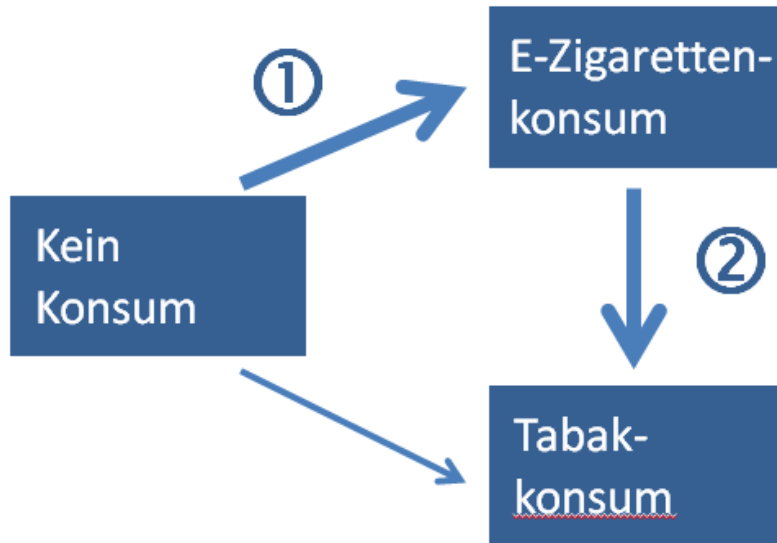 ①
E-Zigaretten-
konsum
Kein
Konsum
②
Tabak-
konsum